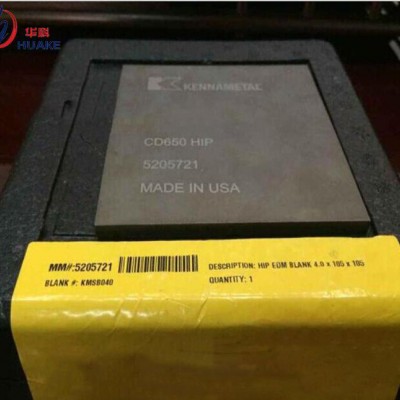 华科
HUAKE
KENNAMETAL
CD650 HIP
5205721
MADE IN USA
MM#:5205721
BLANK #: KMSB040
DESCRIPTION: HIP EDM BLANK 4.0 x 105 x 105
QUANTITY: 1